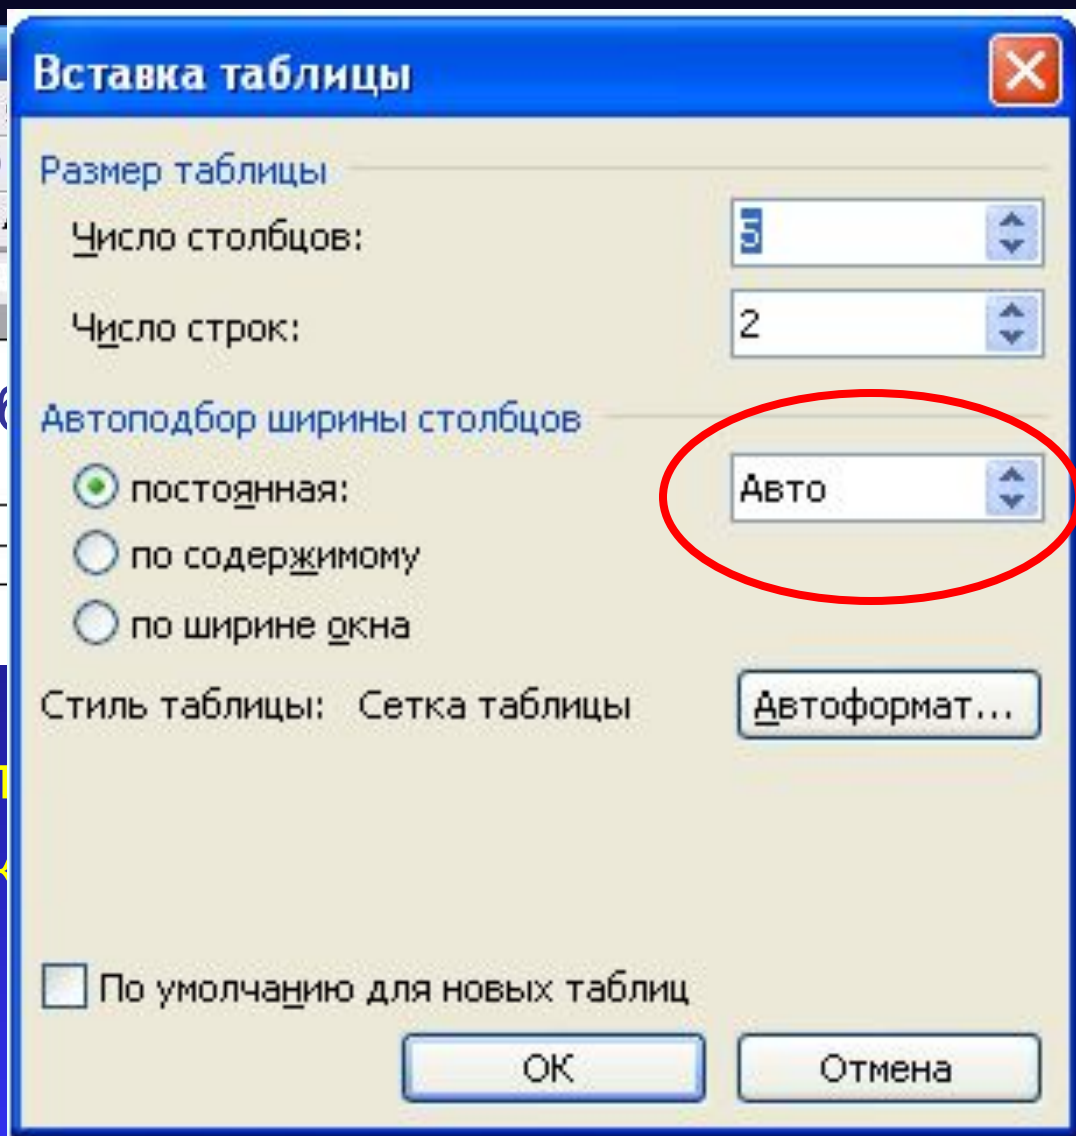 Вставка таблицы
Размер таблицы
Число столбцов:
3
Число строк:
2
Автоподбор ширины столбцов
постоянная:
Авто
по содержимому
по ширине окна
Стиль таблицы: Сетка таблицы
Автоформат...
По умолчанию для новых таблиц
ОК
Отмена